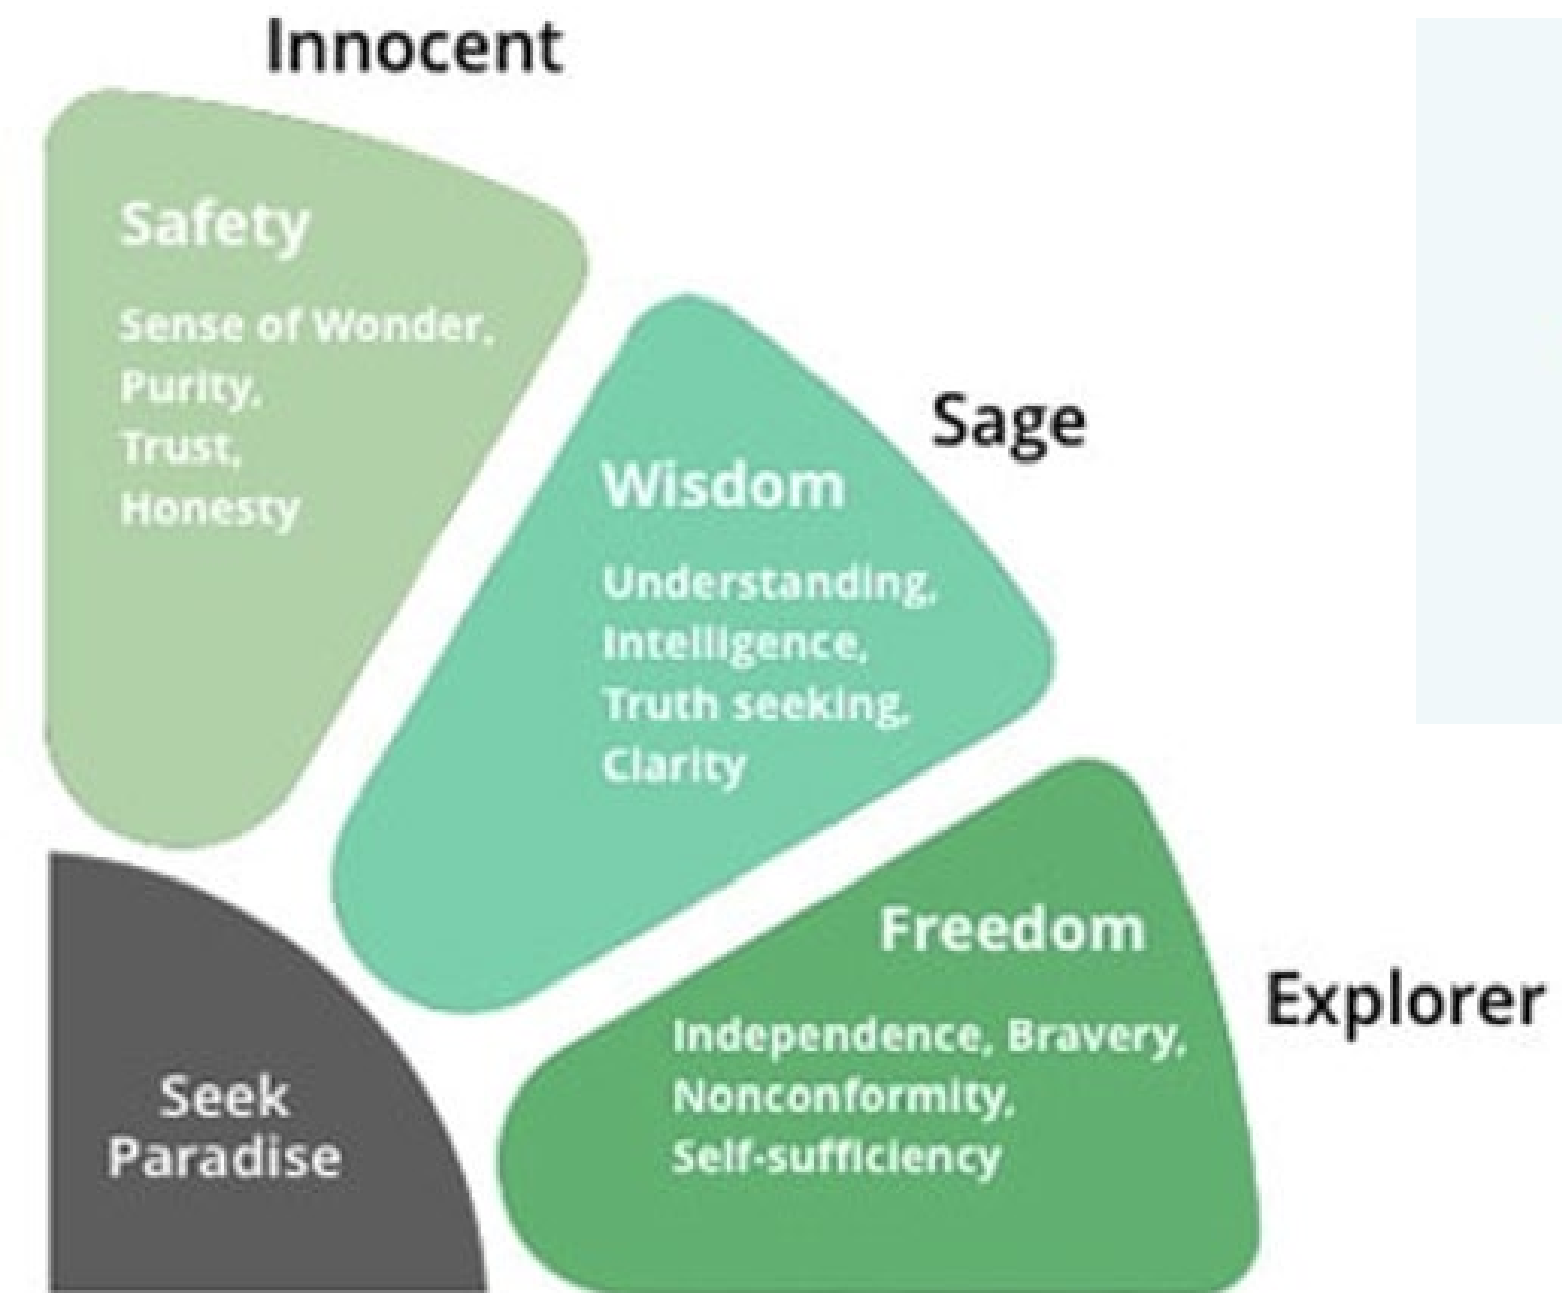 Innocent
Safety
Sense of Wonder,
Purity,
Trust,
Honesty
Sage
Wisdom
Understanding,
Intelligence,
Truth seeking,
Clarity
Explorer
Freedom
Independence, Bravery,
Nonconformity,
Self-sufficiency
Seek
Paradise